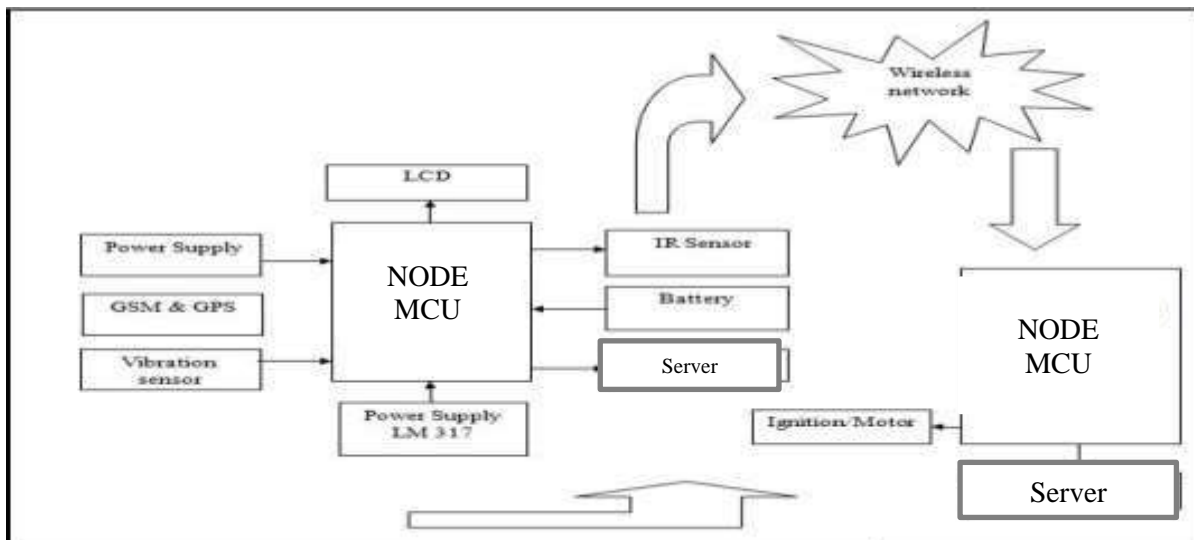 Wireless
network
LCD
Power Supply
IR Sensor
NODE
MCU
GSM & GPS
Battery
Vibration
sensor
Server
Power Supply
LM 317
NODE
MCU
Ignition/Motor
Server